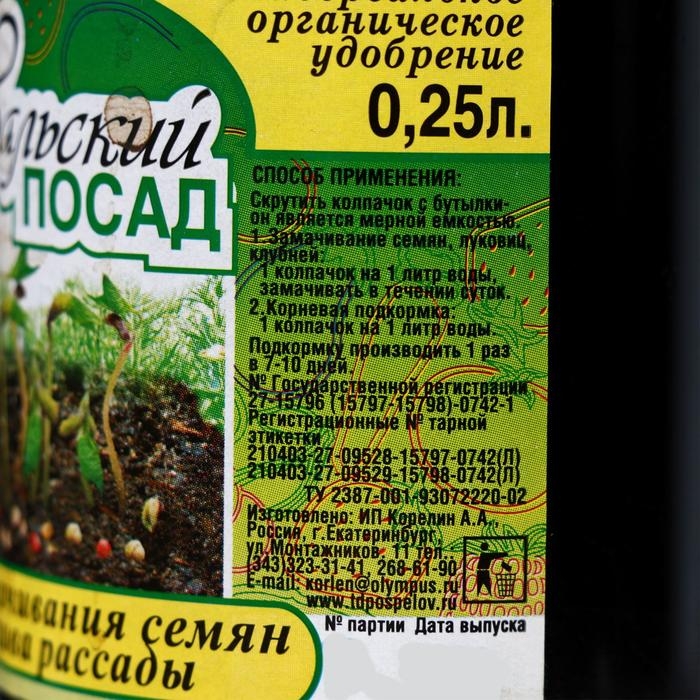 органическое
удобрение
0,25л.
ПОСАД
СПОСОБ ПРИМЕНЕНИЯ:
Скрутить колпачок с бутылки-
он является мерной емкостью.
1.Замачивание семян, луковиц,
клубней:
1 колпачок на 1 литр воды,
замачивать в течении суток.
2.Корневая подкормка:
1 колпачок на 1 литр воды.
Подкормку производить 1 раз
в 7-10 дней.
№ Государственной регистрации
27-15796 (15797-15798)-0742-1
Регистрационные № тарной
этикетки
210403-27-09528-15797-0742(Л)
210403-27-09529-15798-0742(Л)
ТУ 2387-001-93072220-02
Изготовлено: ИП Корелин А.А.,
Россия, г.Екатеринбург,
ул.Монтажников. 11 тел.
343)323-31-41, 268-61-90
E-mail: korlen@olympus.ru
www.tdpospelov.ru
№ партии Дата выпуска
семян
рассады